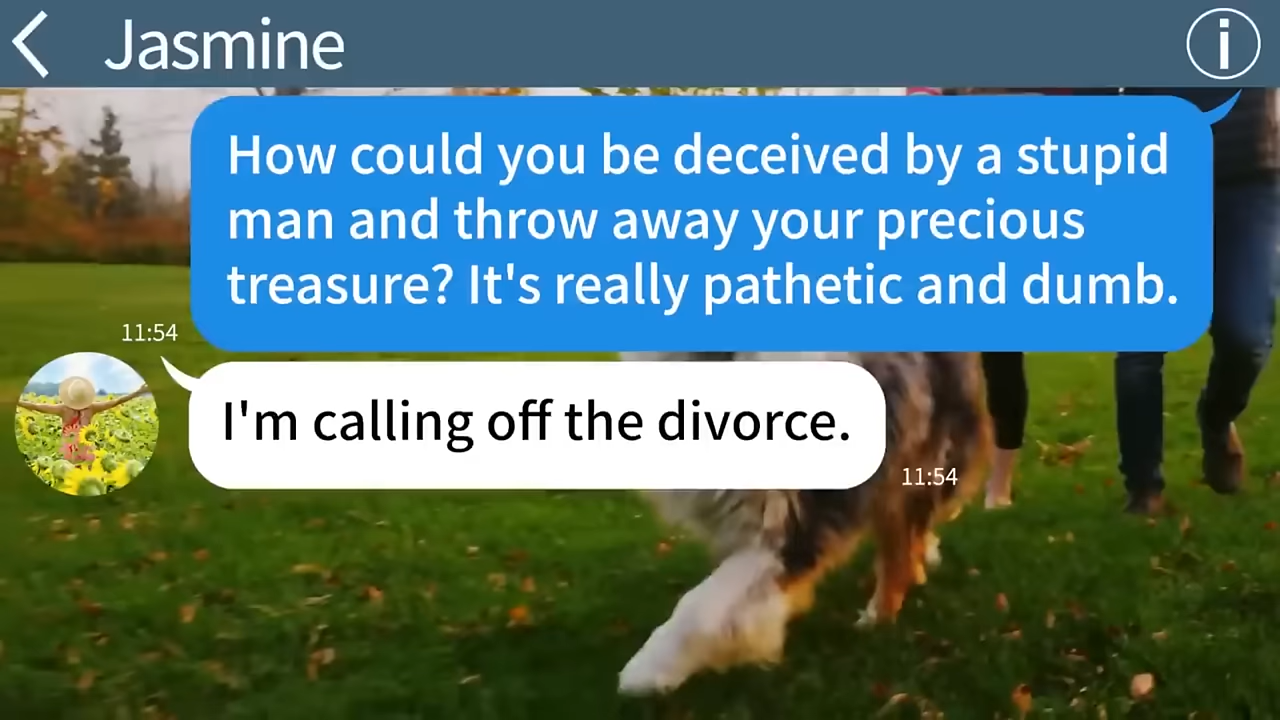 Jasmine
How could you be deceived by a stupid
man and throw away your precious
treasure? It's really pathetic and dumb.
11:54
I'm calling off the divorce.
11:54